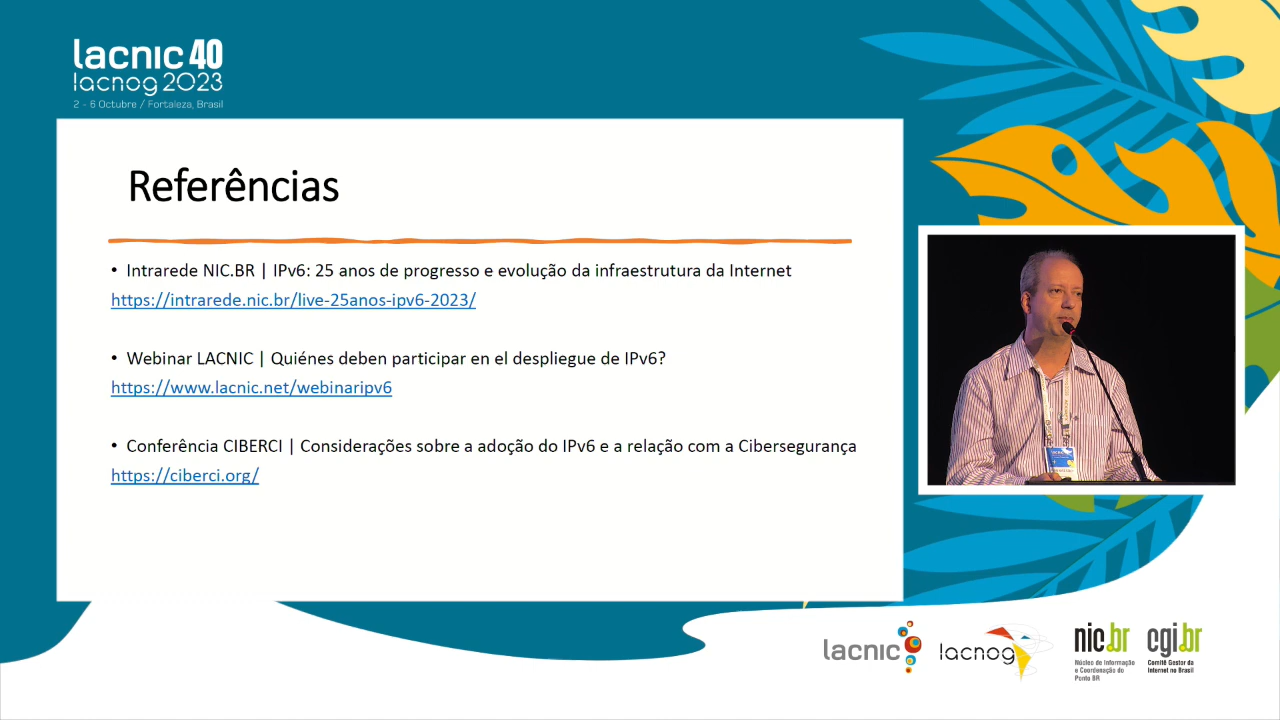 lacnic 40
lacnog 2023
2 - 6 Octubre / Fortaleza, Brasil
Referências
• Intrarede NIC.BR | IPv6: 25 anos de progresso e evolução da infraestrutura da Internet
https://intrarede.nic.br/live-25anos-ipv6-2023/
• Webinar LACNIC | Quiénes deben participar en el despliegue de IPv6?
https://www.lacnic.net/webinaripv6
• Conferência CIBERCI | Considerações sobre a adoção do IPv6 e a relação com a Cibersegurança
https://ciberci.org/
lacnic
lacnog
nic.br
Núcleo de Informação
e Coordenação do
Ponto BR
cgi.br
Comitê Gestor da
Internet no Brasil